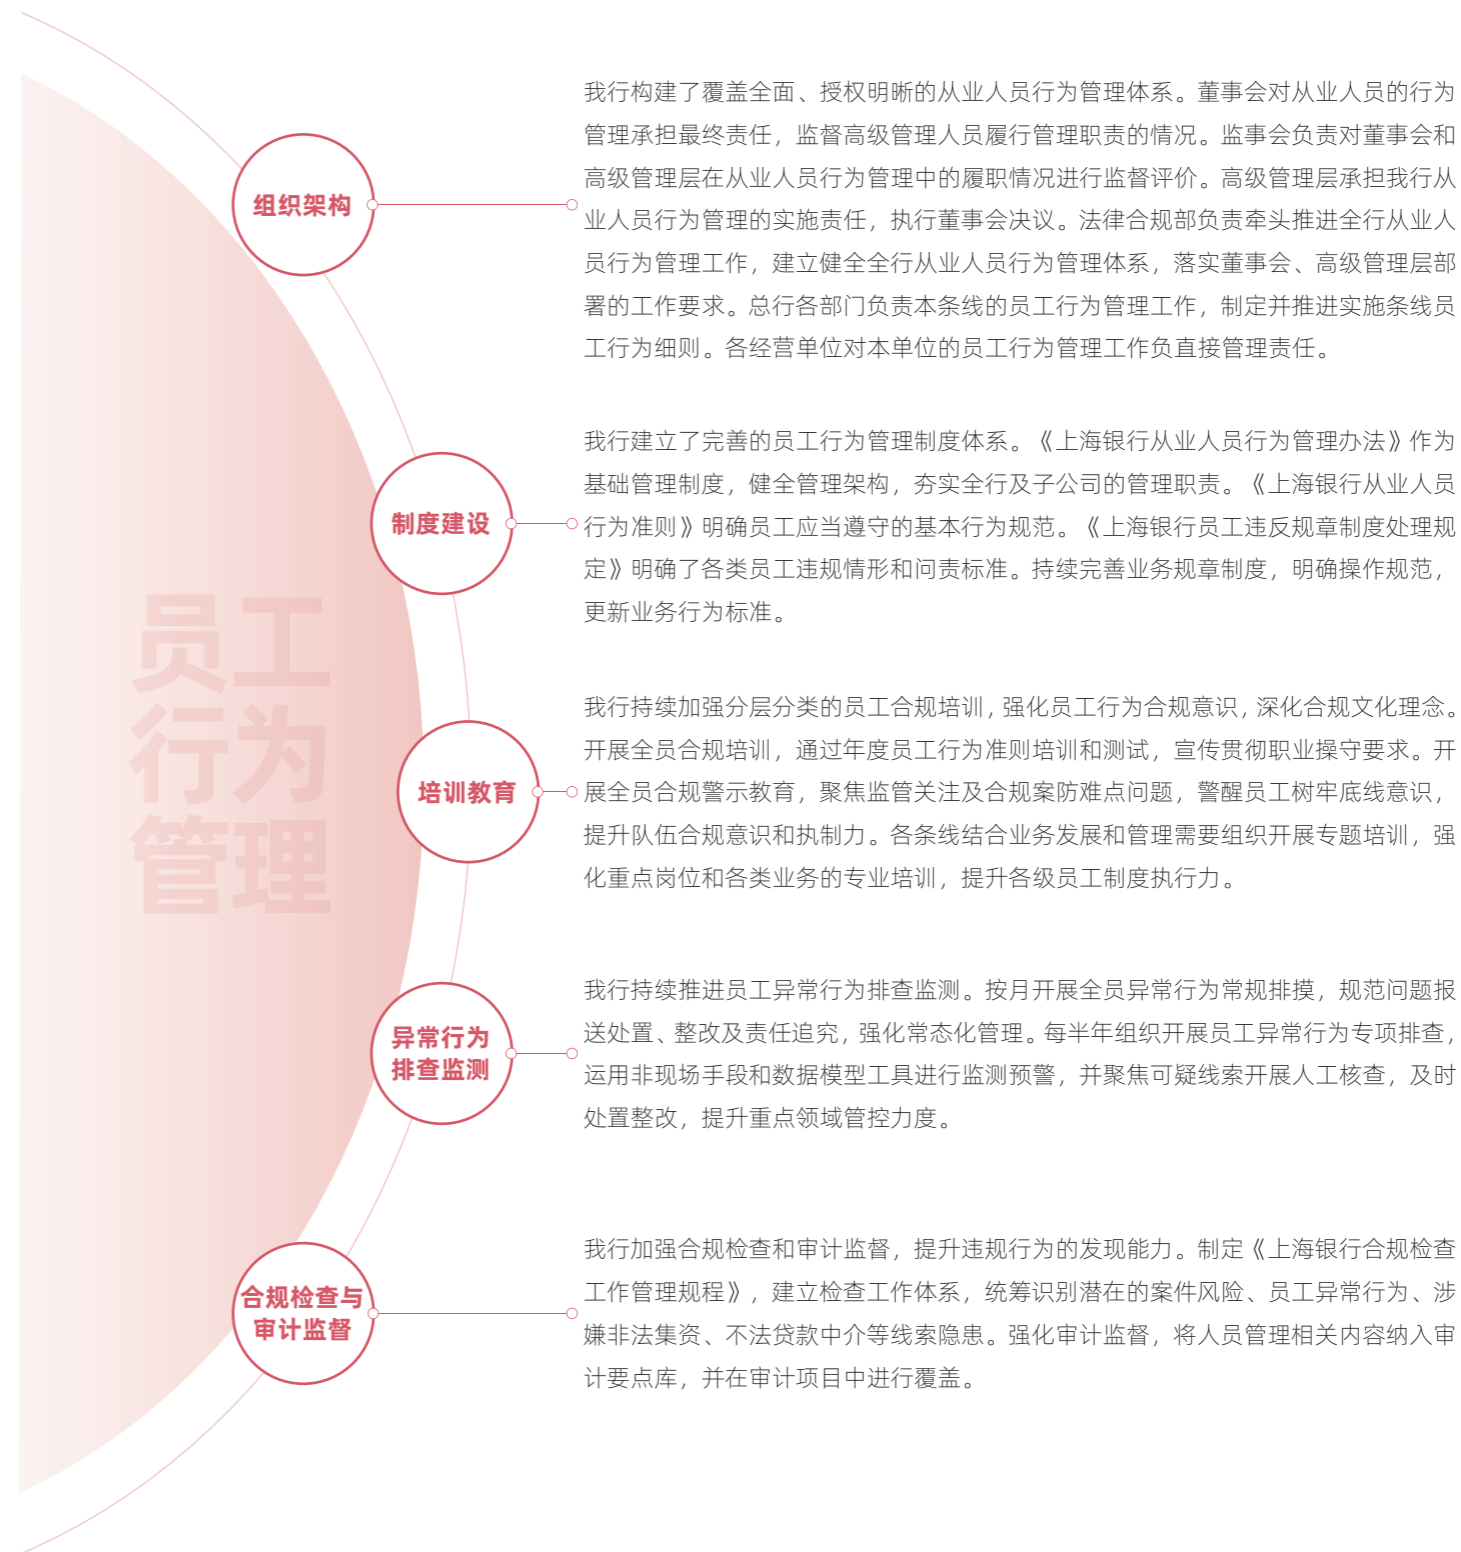 员工
行为
管理
组织架构
我行构建了覆盖全面、授权明晰的从业人员行为管理体系。董事会对从业人员的行为
管理承担最终责任，监督高级管理人员履行管理职责的情况。监事会负责对董事会和
高级管理层在从业人员行为管理中的履职情况进行监督评价。高级管理层承担我行从
业人员行为管理的实施责任，执行董事会决议。法律合规部负责牵头推进全行从业人
员行为管理工作，建立健全全行从业人员行为管理体系，落实董事会、高级管理层部
署的工作要求。总行各部门负责本条线的员工行为管理工作，制定并推进实施条线员
工行为细则。各经营单位对本单位的员工行为管理工作负直接管理责任。
制度建设
我行建立了完善的员工行为管理制度体系。《上海银行从业人员行为管理办法》作为
基础管理制度，健全管理架构，夯实全行及子公司的管理职责。《上海银行从业人员
行为准则》明确员工应当遵守的基本行为规范。《上海银行员工违反规章制度处理规
定》明确了各类员工违规情形和问责标准。持续完善业务规章制度，明确操作规范，
更新业务行为标准。
培训教育
我行持续加强分层分类的员工合规培训，强化员工行为合规意识，深化合规文化理念。
开展全员合规培训，通过年度员工行为准则培训和测试，宣传贯彻职业操守要求。开
展全员合规警示教育，聚焦监管关注及合规案防难点问题，警醒员工树牢底线意识，
提升队伍合规意识和执制力。各条线结合业务发展和管理需要组织开展专题培训，强
化重点岗位和各类业务的专业培训，提升各级员工制度执行力。
异常行为
排查监测
我行持续推进员工异常行为排查监测。按月开展全员异常行为常规排摸，规范问题报
送处置、整改及责任追究，强化常态化管理。每半年组织开展员工异常行为专项排查，
运用非现场手段和数据模型工具进行监测预警，并聚焦可疑线索开展人工核查，及时
处置整改，提升重点领域管控力度。
合规检查与
审计监督
我行加强合规检查和审计监督，提升违规行为的发现能力。制定《上海银行合规检查
工作管理规程》，建立检查工作体系，统筹识别潜在的案件风险、员工异常行为、涉
嫌非法集资、不法贷款中介等线索隐患。强化审计监督，将人员管理相关内容纳入审
计要点库，并在审计项目中进行覆盖。